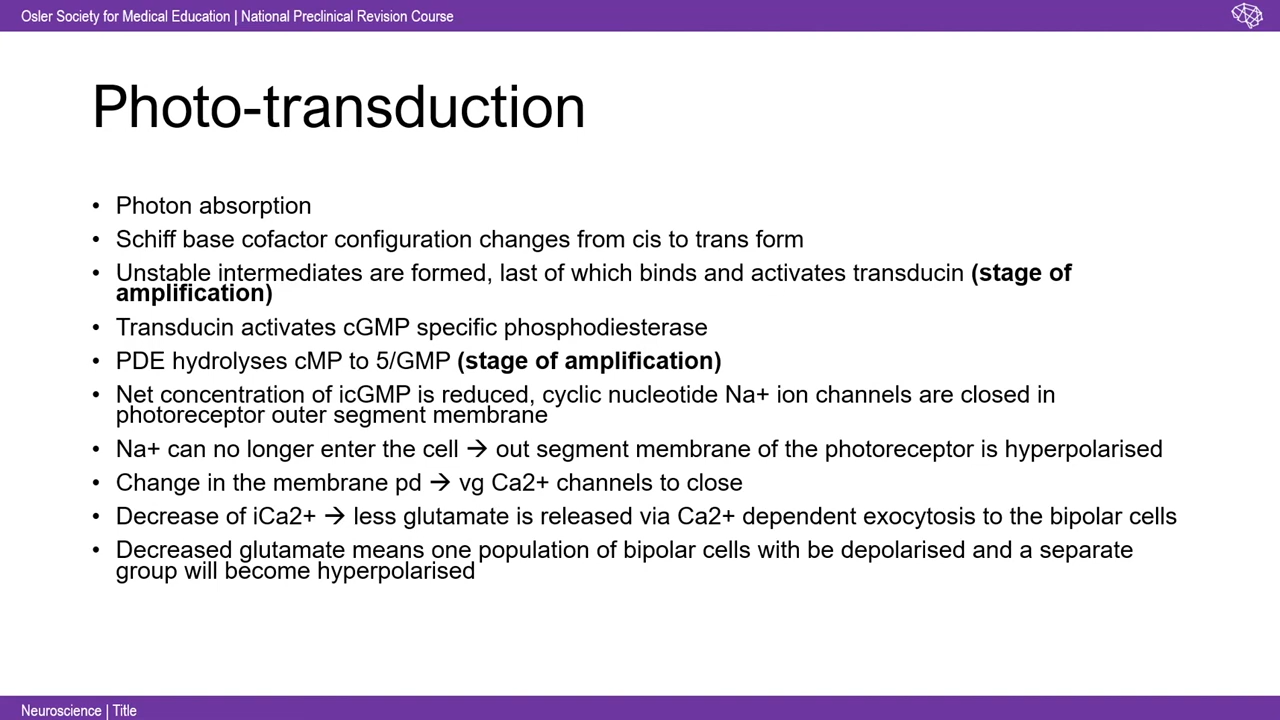 Osler Society for Medical Education | National Preclinical Revision Course
Photo-transduction
• Photon absorption
• Schiff base cofactor configuration changes from cis to trans form
• Unstable intermediates are formed, last of which binds and activates transducin (stage of
amplification)
• Transducin activates cGMP specific phosphodiesterase
• PDE hydrolyses cMP to 5/GMP (stage of amplification)
• Net concentration of icGMP is reduced, cyclic nucleotide Na+ ion channels are closed in
photoreceptor outer segment membrane
• Na+ can no longer enter the cell → out segment membrane of the photoreceptor is hyperpolarised
• Change in the membrane pd → vg Ca2+ channels to close
• Decrease of iCa2+ → less glutamate is released via Ca2+ dependent exocytosis to the bipolar cells
• Decreased glutamate means one population of bipolar cells with be depolarised and a separate
group will become hyperpolarised
Neuroscience | Title